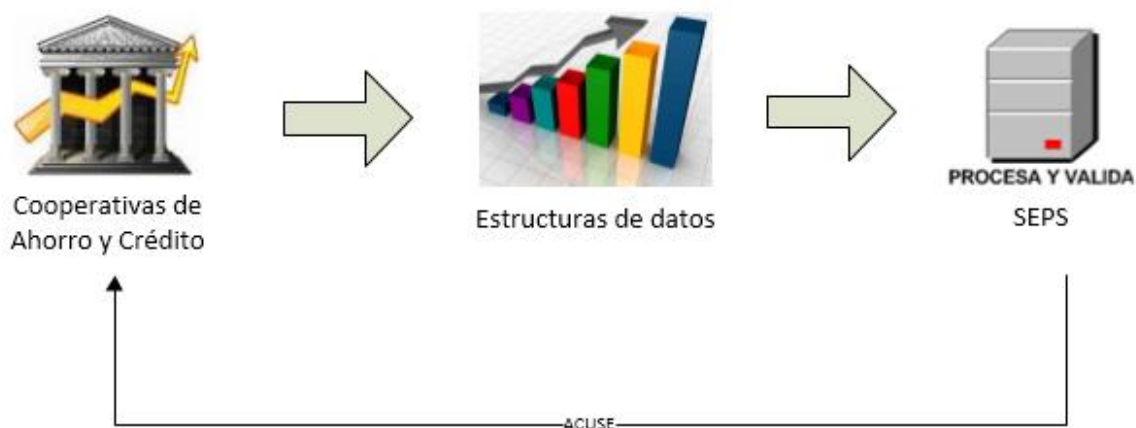 Cooperativas de
Ahorro y Crédito
Estructuras de datos
PROCESA Y VALIDA
SEPS
ACUSE